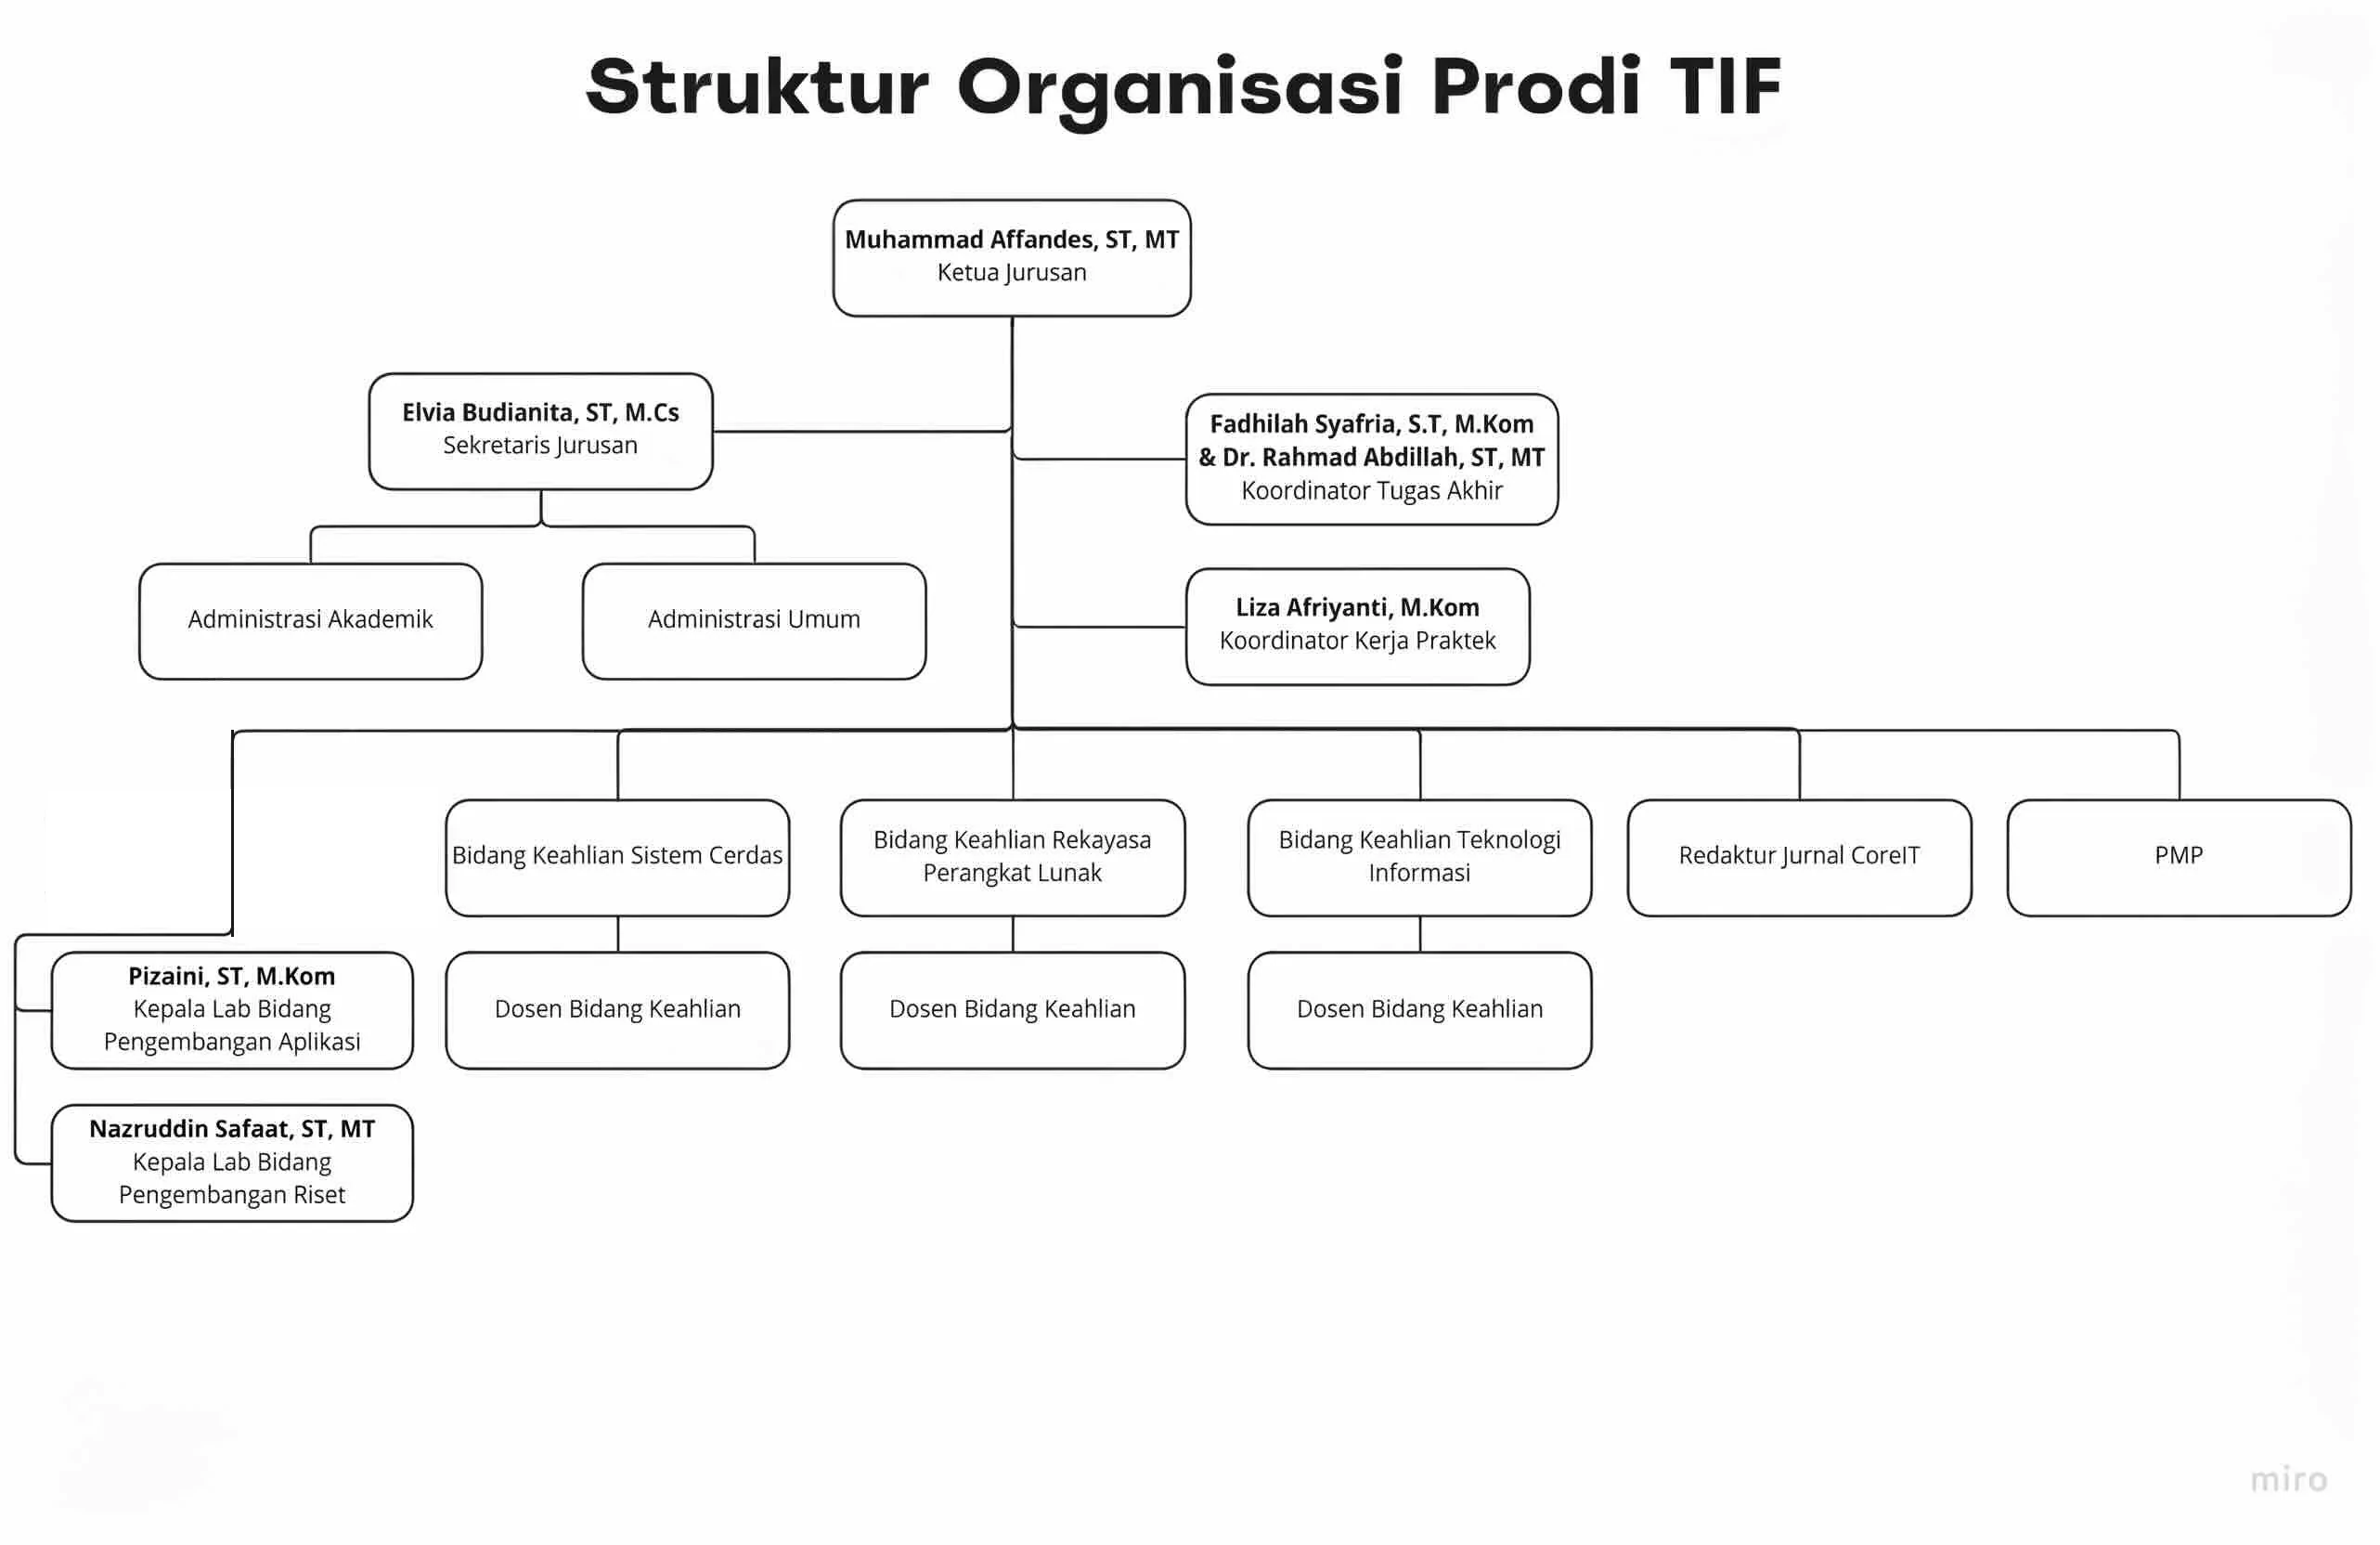 Struktur Organisasi Prodi TIF
Muhammad Affandes, ST, MT
Ketua Jurusan
Elvia Budianita, ST, M.Cs
Sekretaris Jurusan
Fadhilah Syafria, S.T, M.Kom
& Dr. Rahmad Abdillah, ST, MT
Koordinator Tugas Akhir
Administrasi Akademik
Administrasi Umum
Liza Afriyanti, M.Kom
Koordinator Kerja Praktek
Bidang Keahlian Sistem Cerdas
Bidang Keahlian Rekayasa
Perangkat Lunak
Bidang Keahlian Teknologi
Informasi
Redaktur Jurnal CoreIT
PMP
Pizaini, ST, M.Kom
Kepala Lab Bidang
Pengembangan Aplikasi
Dosen Bidang Keahlian
Dosen Bidang Keahlian
Dosen Bidang Keahlian
Nazruddin Safaat, ST, MT
Kepala Lab Bidang
Pengembangan Riset
miro